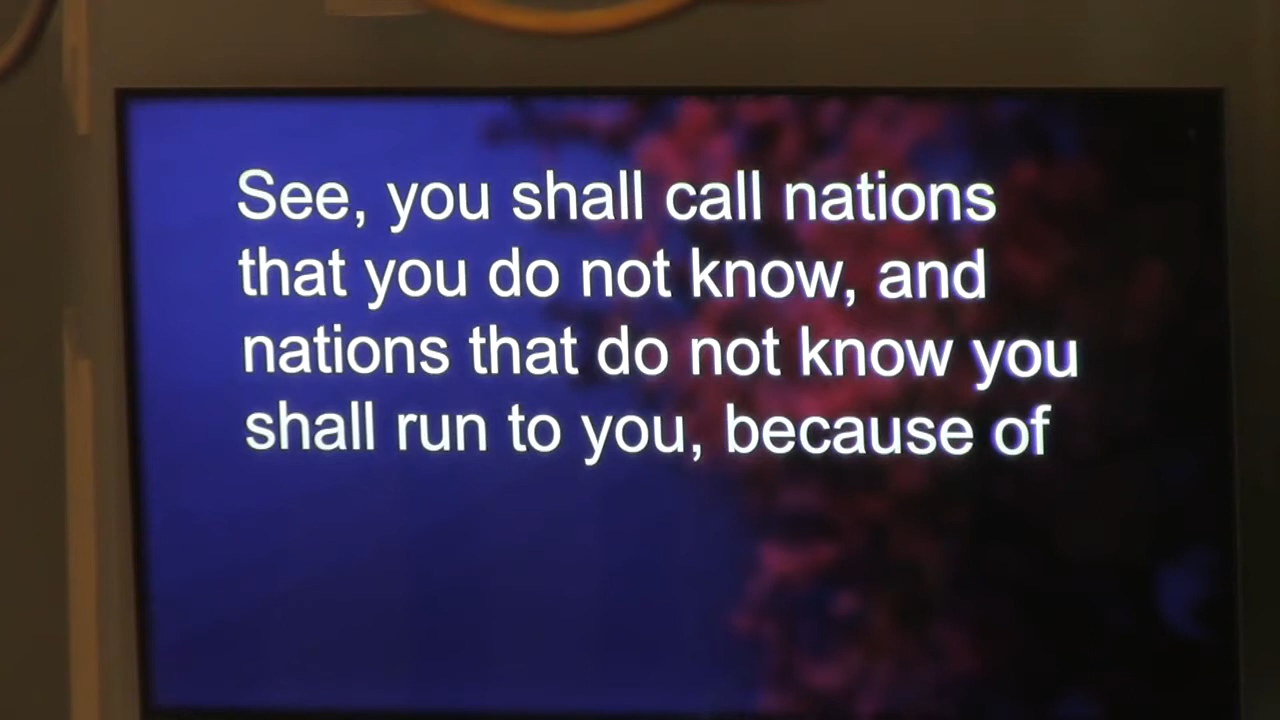 See, you shall call nations
that you do not know, and
nations that do not know you
shall run to you, because of